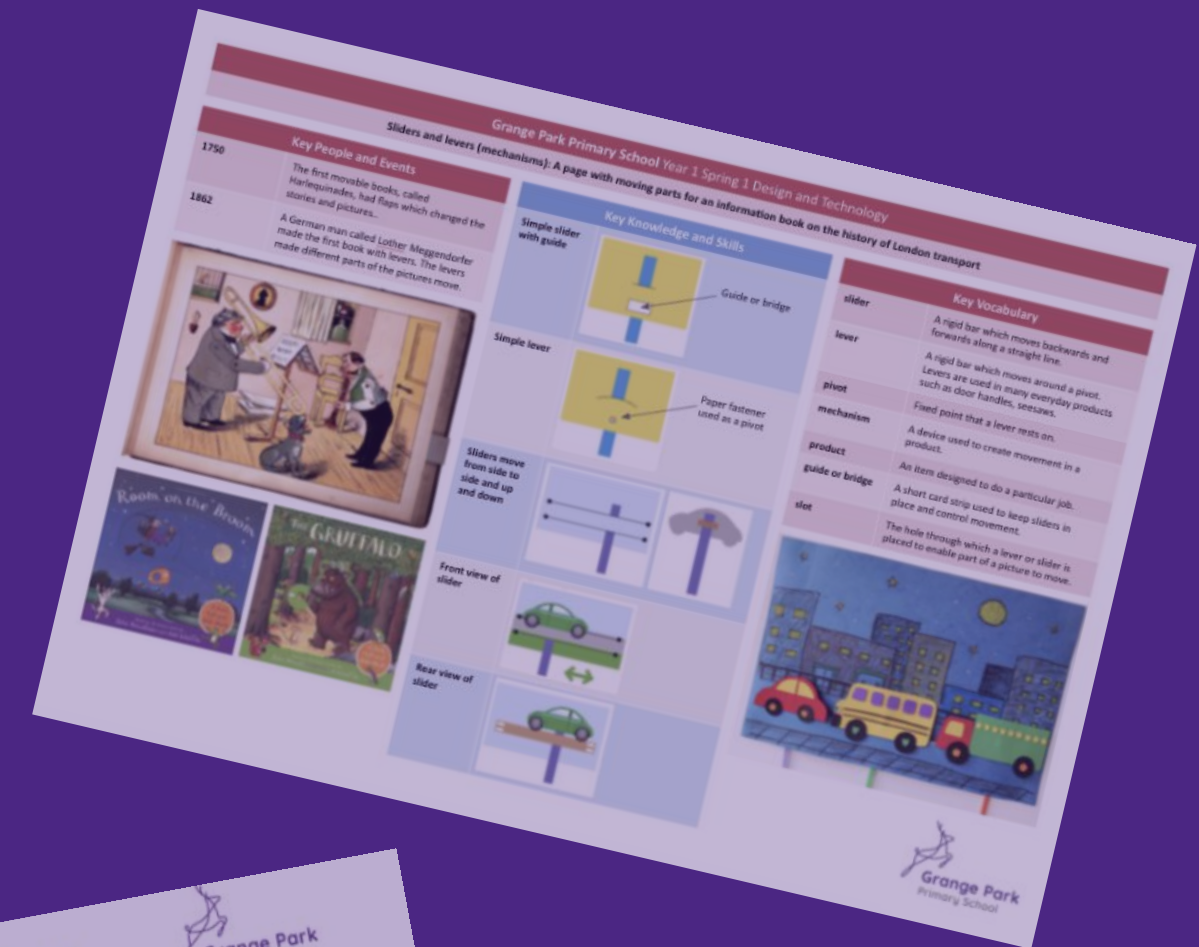 Grange Park Primary School Year 1 Spring 1 Design and Technology
Sliders and levers (mechanisms): A page with moving parts for an information book on the history of London transport
Key People and Events
1750
The first movable books, called
Harlequinades, had flaps which changed the
stories and pictures..
1862
A German man called Lother Meggendorfer
made the first book with levers. The levers
made different parts of the pictures move.
Room on the Broom
THE GRUFFALO
Key Knowledge and Skills
Simple slider
with guide
Guide or bridge
Simple lever
Paper fastener
used as a pivot
Sliders move
from side to
side and up
and down
Front view of
slider
Rear view of
slider
Key Vocabulary
slider
A rigid bar which moves backwards and
forwards along a straight line.
lever
A rigid bar which moves around a pivot.
Levers are used in many everyday products
such as door handles, seesaws.
pivot
Fixed point that a lever rests on.
mechanism
A device used to create movement in a
product.
product
An item designed to do a particular job.
guide or bridge
A short card strip used to keep sliders in
place and control movement.
slot
The hole through which a lever or slider is
placed to enable part of a picture to move.
Grange Park
Primary School
Grange Park